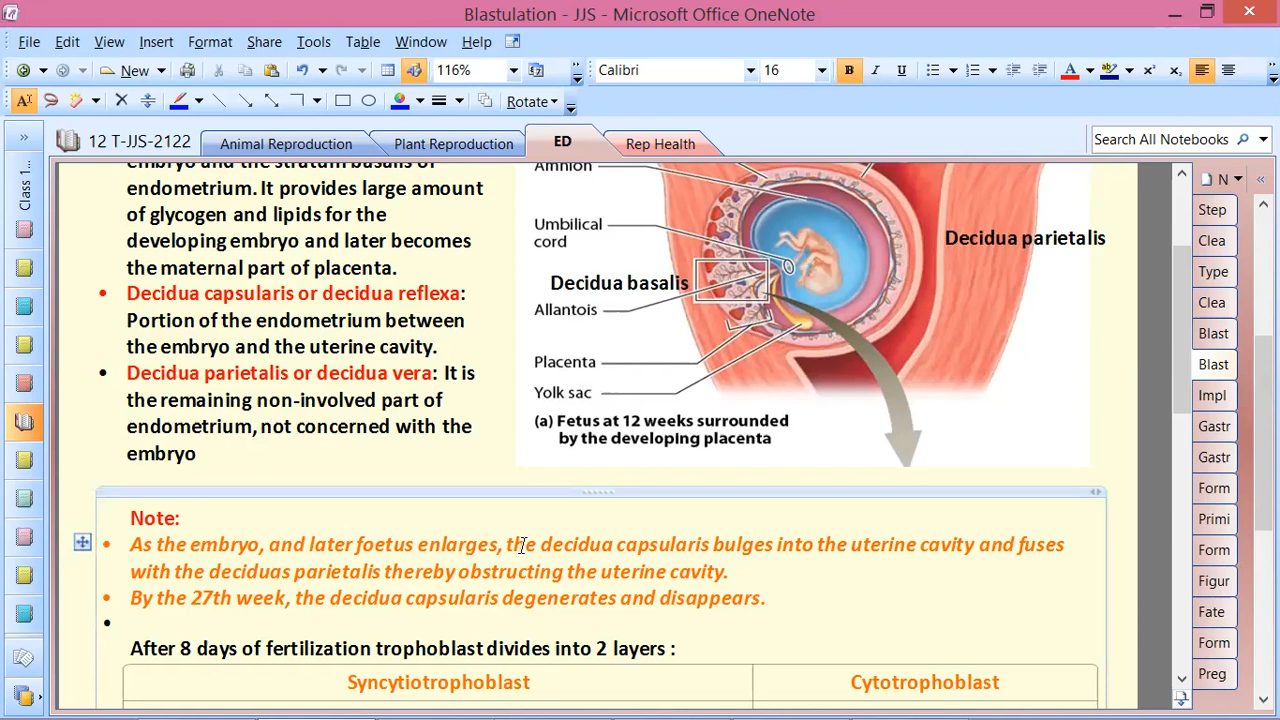 Blastulation - JJS - Microsoft Office OneNote
File Edit View Insert Format Share Tools Table Window Help
New 116% Calibri 16 B I U A ab x² x₂
A Rotate
12 T-JJS-2122 Animal Reproduction Plant Reproduction ED Rep Health Search All Notebooks
Class 1. N
embryo and the stratum basalis of
endometrium. It provides large amount
of glycogen and lipids for the
developing embryo and later becomes
the maternal part of placenta.
• Decidua capsularis or decidua reflexa:
Portion of the endometrium between
the embryo and the uterine cavity.
• Decidua parietalis or decidua vera: It is
the remaining non-involved part of
endometrium, not concerned with the
embryo
Amnion
Umbilical
cord
Decidua basalis
Allantois
Placenta
Yolk sac
Decidua parietalis
(a) Fetus at 12 weeks surrounded
by the developing placenta
Note:
• As the embryo, and later foetus enlarges, the decidua capsularis bulges into the uterine cavity and fuses
with the deciduas parietalis thereby obstructing the uterine cavity.
• By the 27th week, the decidua capsularis degenerates and disappears.
•
After 8 days of fertilization trophoblast divides into 2 layers :
Syncytiotrophoblast Cytotrophoblast
Step
Clea
Type
Clea
Blast
Blast
Impl
Gastr
Gastr
Form
Primi
Form
Figur
Fate
Form
Preg